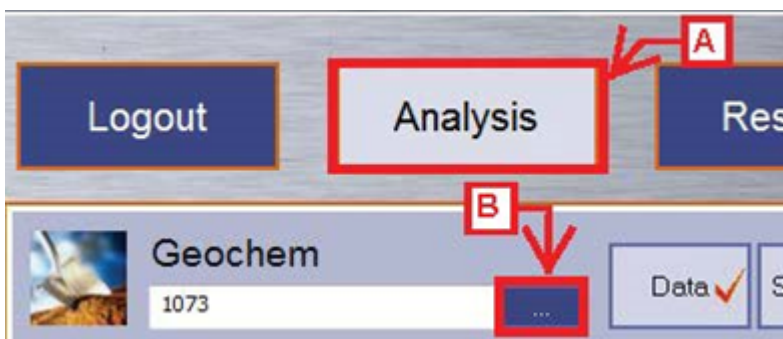 A
Logout Analysis Res
B
Geochem
1073 ... Data S